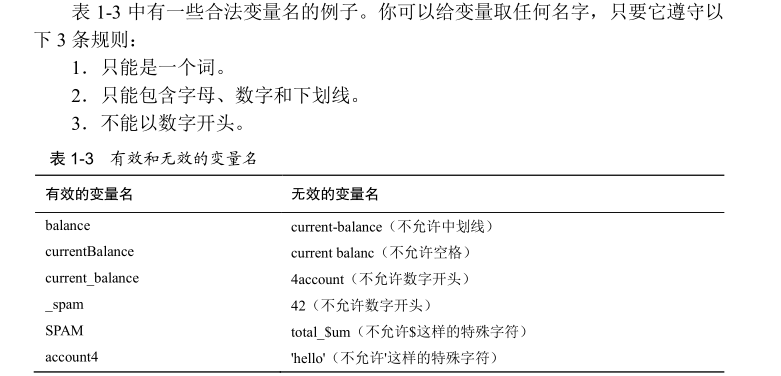 表 1-3 中有一些合法变量名的例子。你可以给变量取任何名字，只要它遵守以
下 3 条规则：
1．只能是一个词。
2．只能包含字母、数字和下划线。
3．不能以数字开头。
表 1-3 有效和无效的变量名
有效的变量名 无效的变量名
balance current-balance（不允许中划线）
currentBalance current balanc（不允许空格）
current_balance 4account（不允许数字开头）
_spam 42（不允许数字开头）
SPAM total_$um（不允许$这样的特殊字符）
account4 'hello'（不允许'这样的特殊字符）